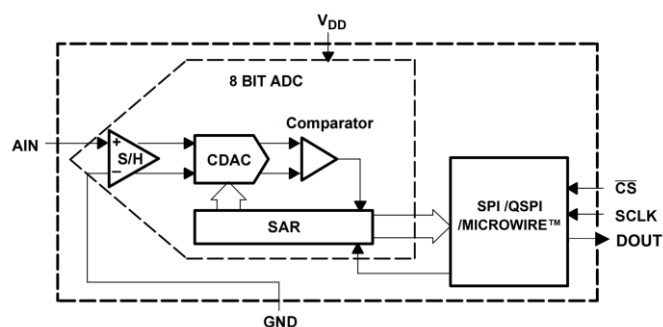 VDD
8 BIT ADC
Comparator
AIN
+
S/H
−
CDAC
SAR
SPI /QSPI
/MICROWIRE™
CS
SCLK
DOUT
GND